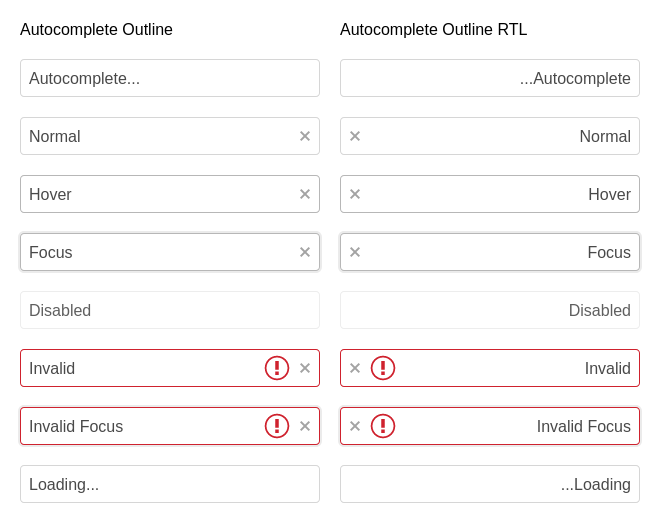 Autocomplete Outline
Autocomplete...
Normal
Hover
Focus
Disabled
Invalid
Invalid Focus
Loading...
Autocomplete Outline RTL
...Autocomplete
Normal
Hover
Focus
Disabled
Invalid
Invalid Focus
...Loading